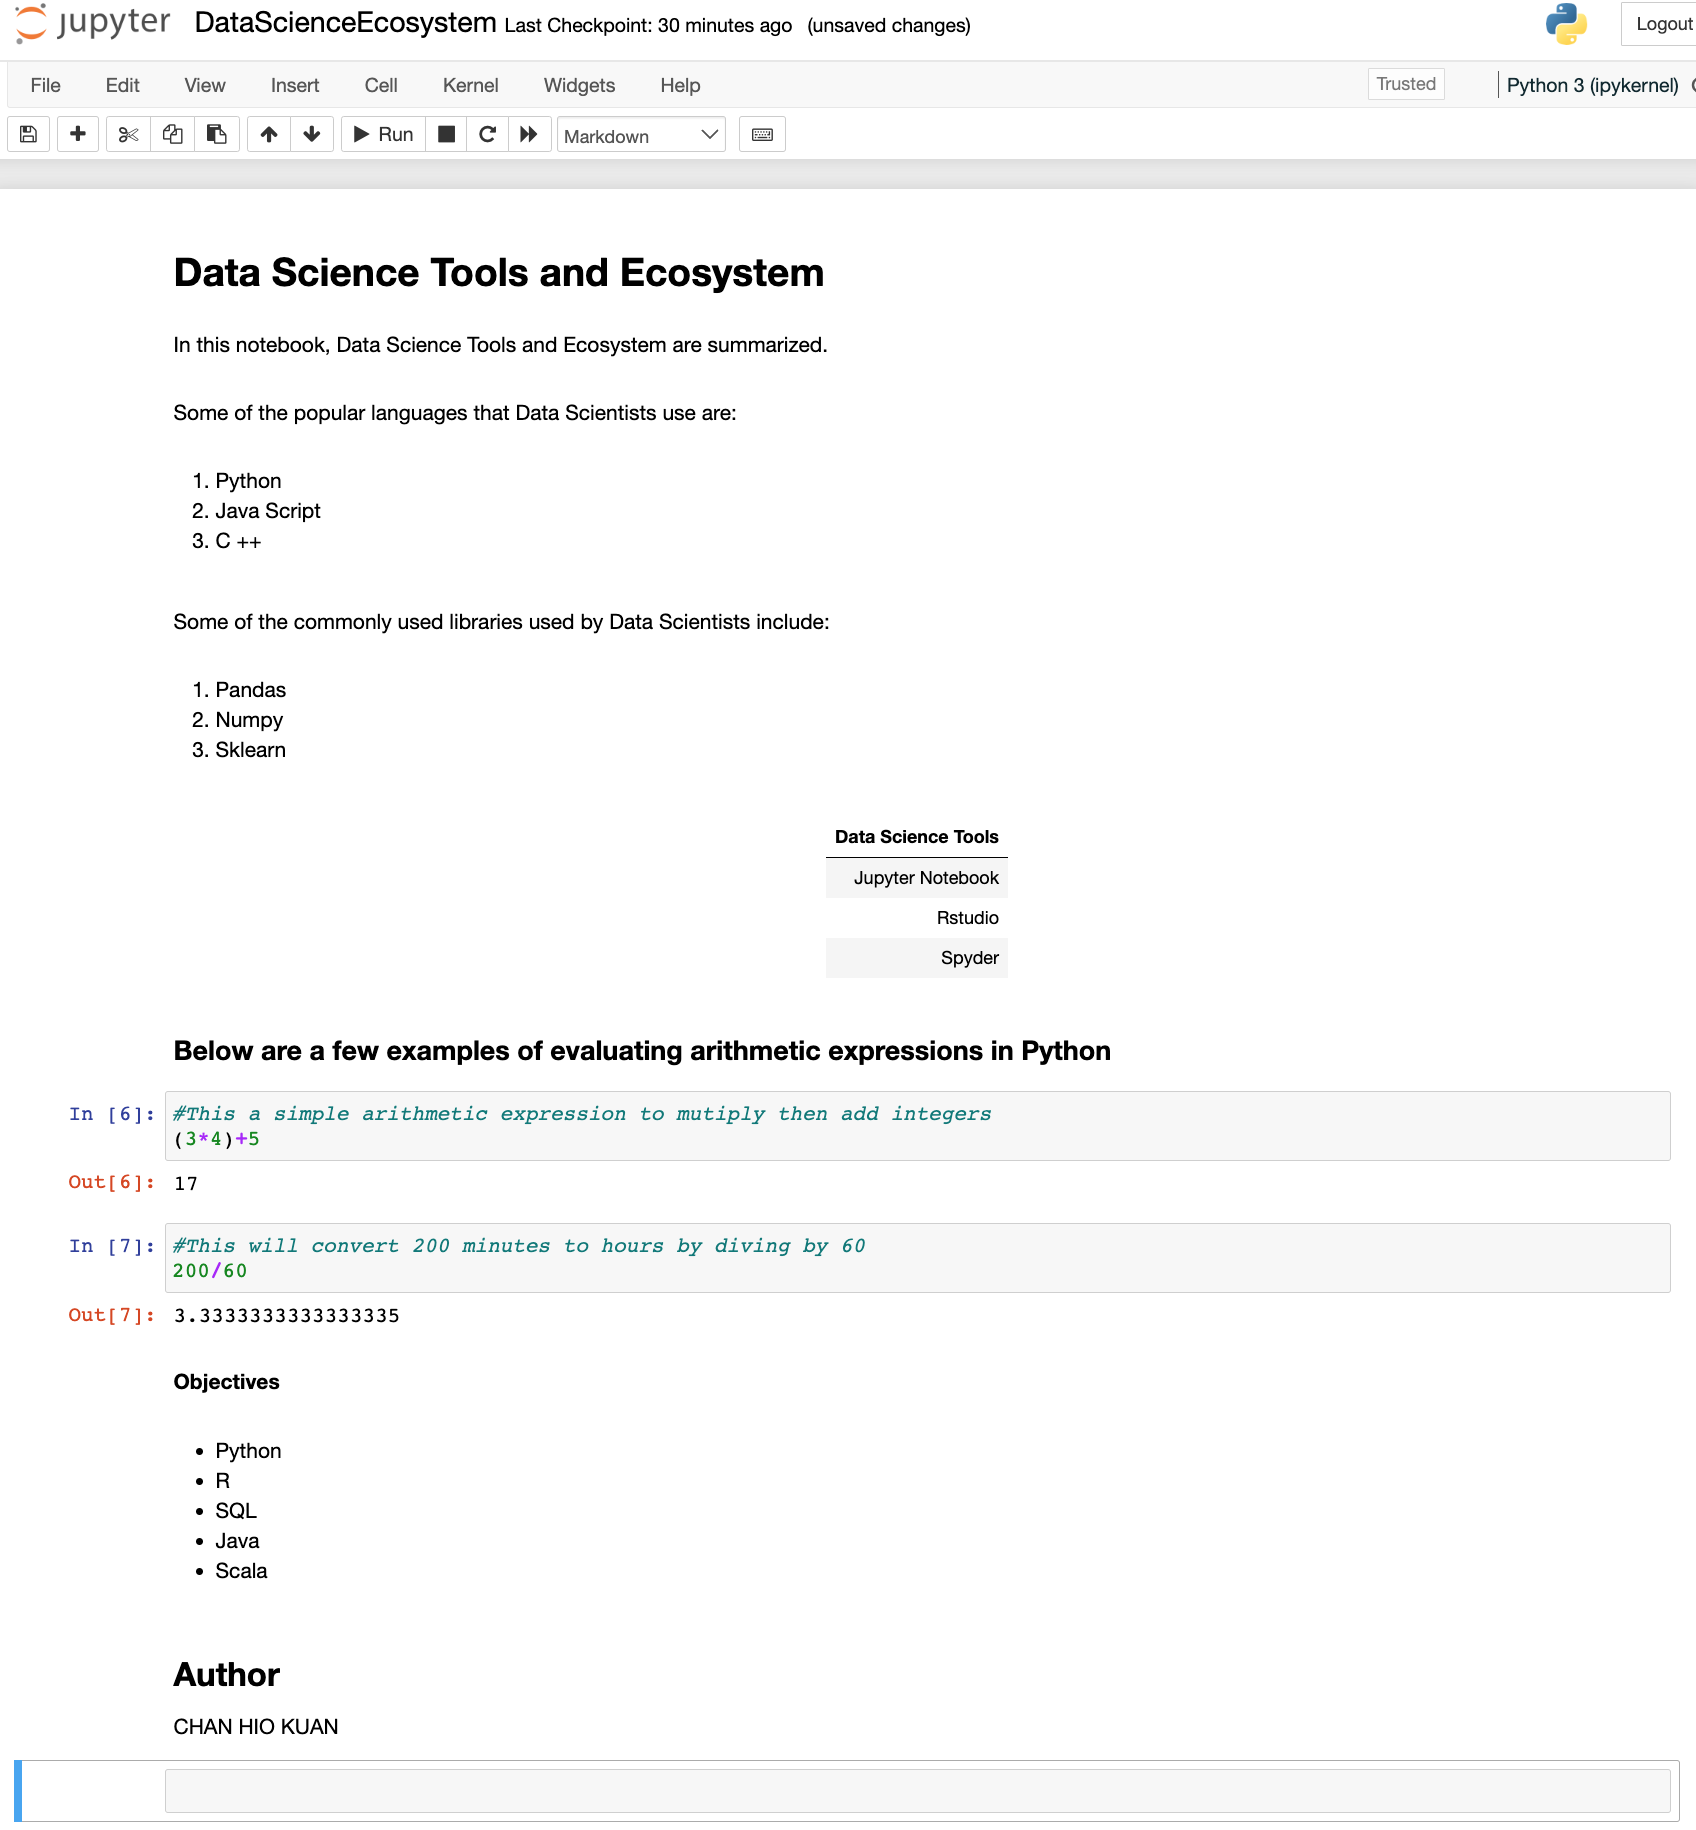 jupyter DataScienceEcosystem Last Checkpoint: 30 minutes ago (unsaved changes)
Logout
File Edit View Insert Cell Kernel Widgets Help
Trusted
Python 3 (ipykernel)
Run
Markdown
Data Science Tools and Ecosystem
In this notebook, Data Science Tools and Ecosystem are summarized.
Some of the popular languages that Data Scientists use are:
1. Python
2. Java Script
3. C ++
Some of the commonly used libraries used by Data Scientists include:
1. Pandas
2. Numpy
3. Sklearn
Data Science Tools
Jupyter Notebook
Rstudio
Spyder
Below are a few examples of evaluating arithmetic expressions in Python
In [6]: #This a simple arithmetic expression to mutiply then add integers
(3*4)+5
Out[6]: 17
In [7]: #This will convert 200 minutes to hours by diving by 60
200/60
Out[7]: 3.3333333333333335
Objectives
• Python
• R
• SQL
• Java
• Scala
Author
CHAN HIO KUAN